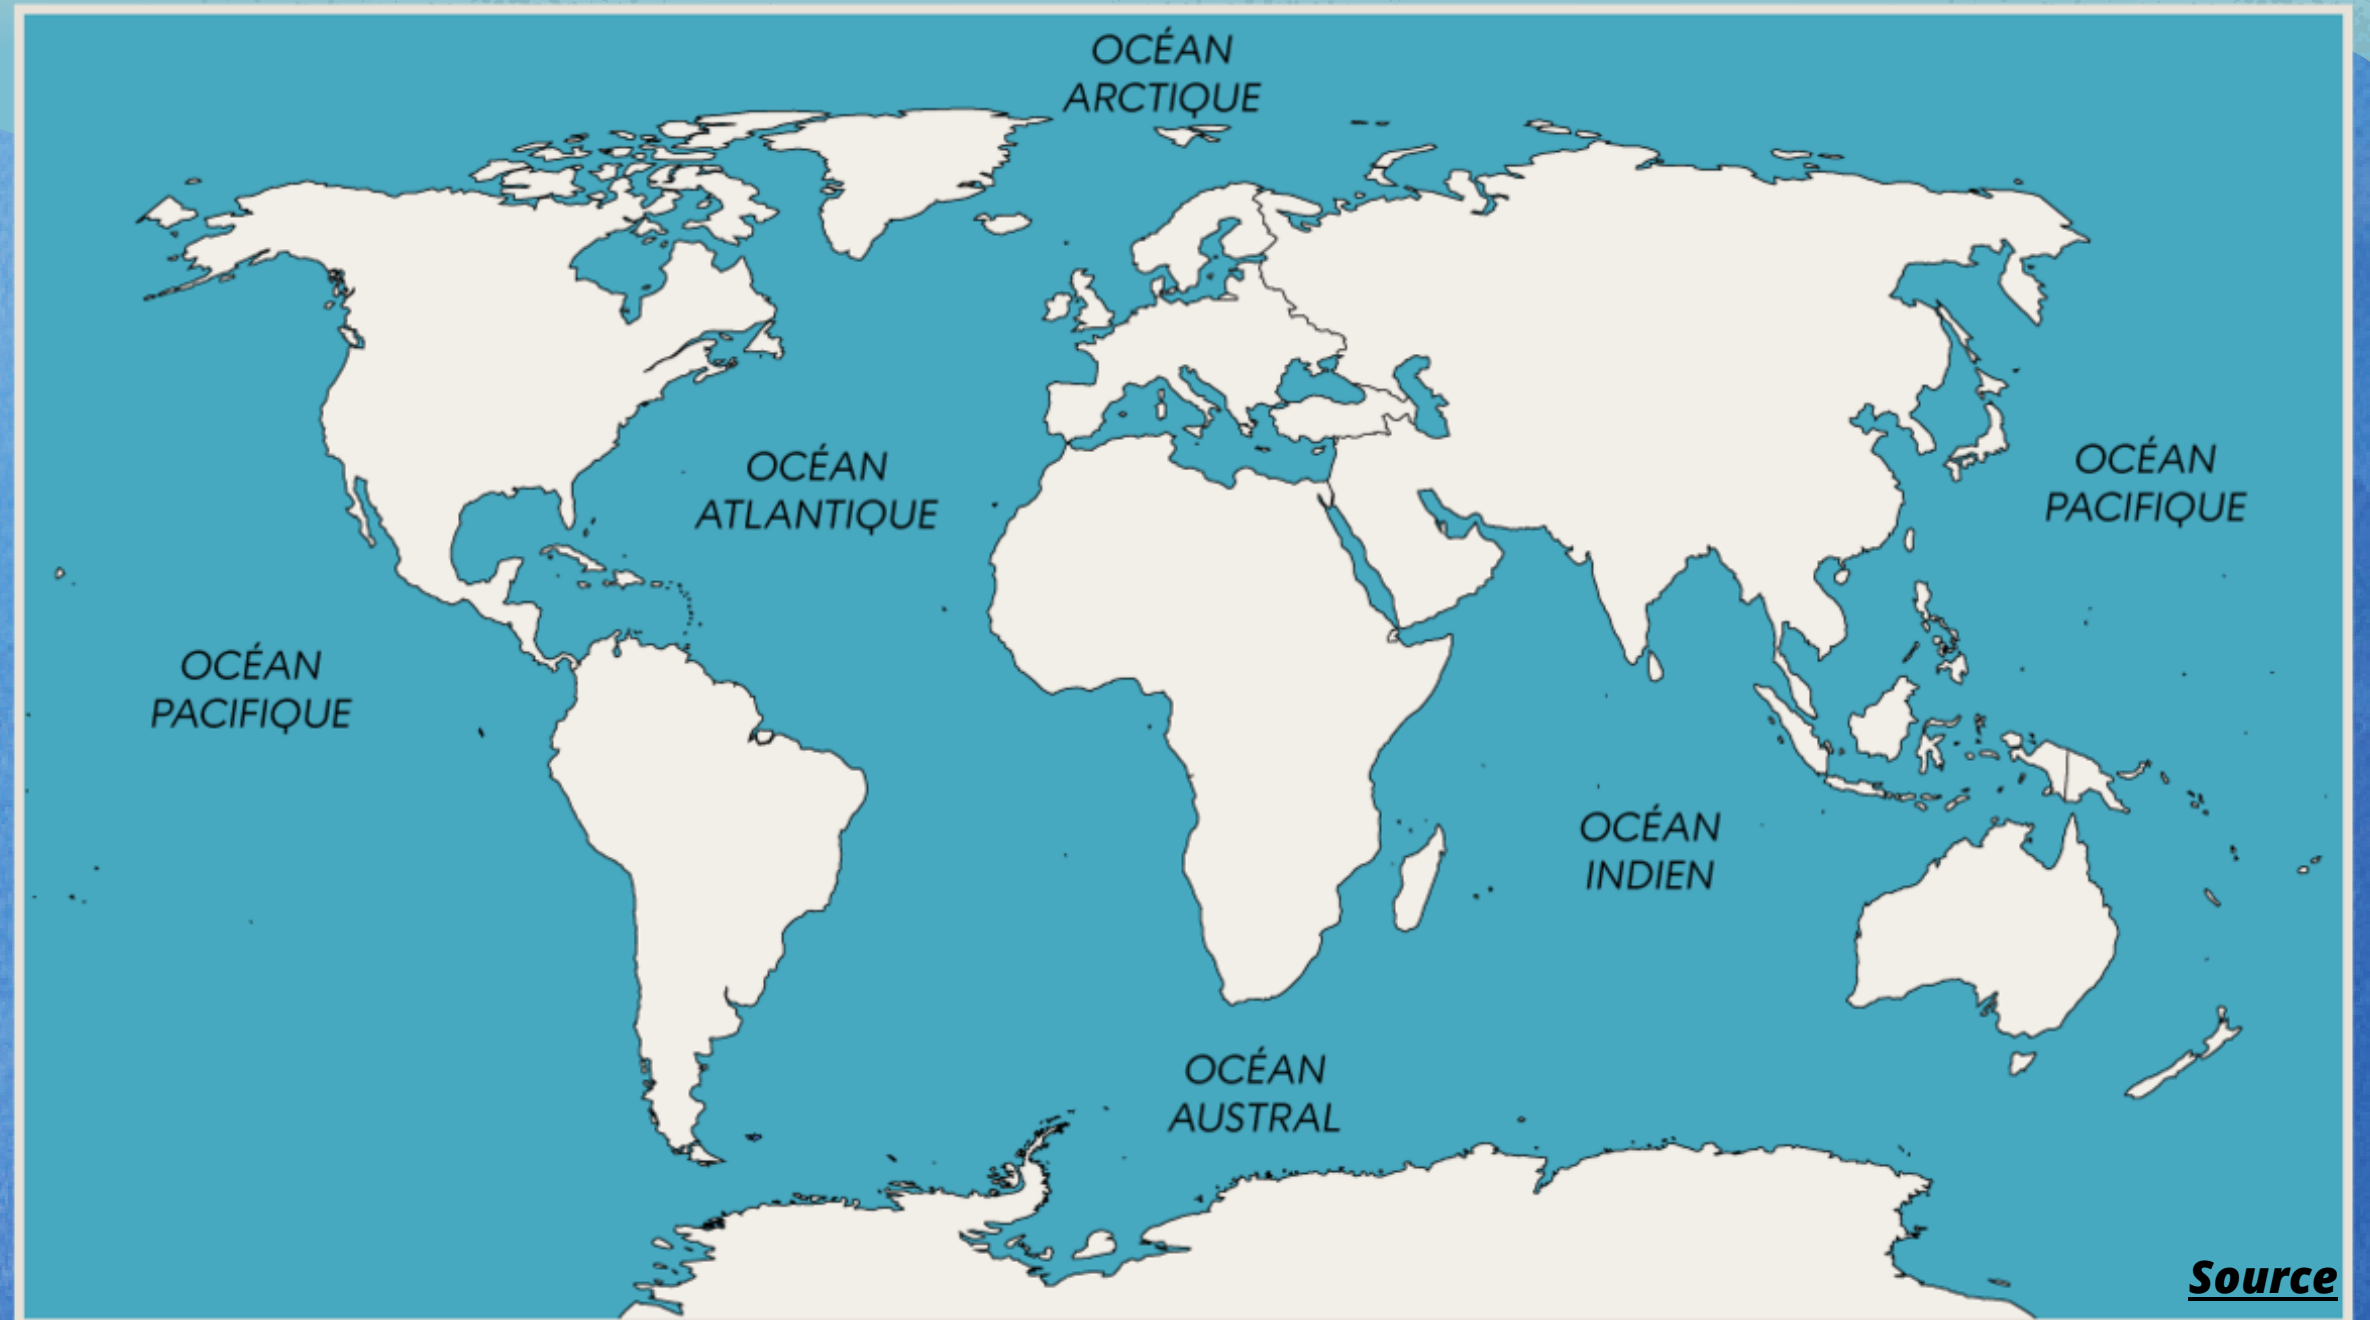 OCÉAN
ARCTIQUE
OCÉAN
ATLANTIQUE
OCÉAN
PACIFIQUE
OCÉAN
PACIFIQUE
OCÉAN
INDIEN
OCÉAN
AUSTRAL
Source